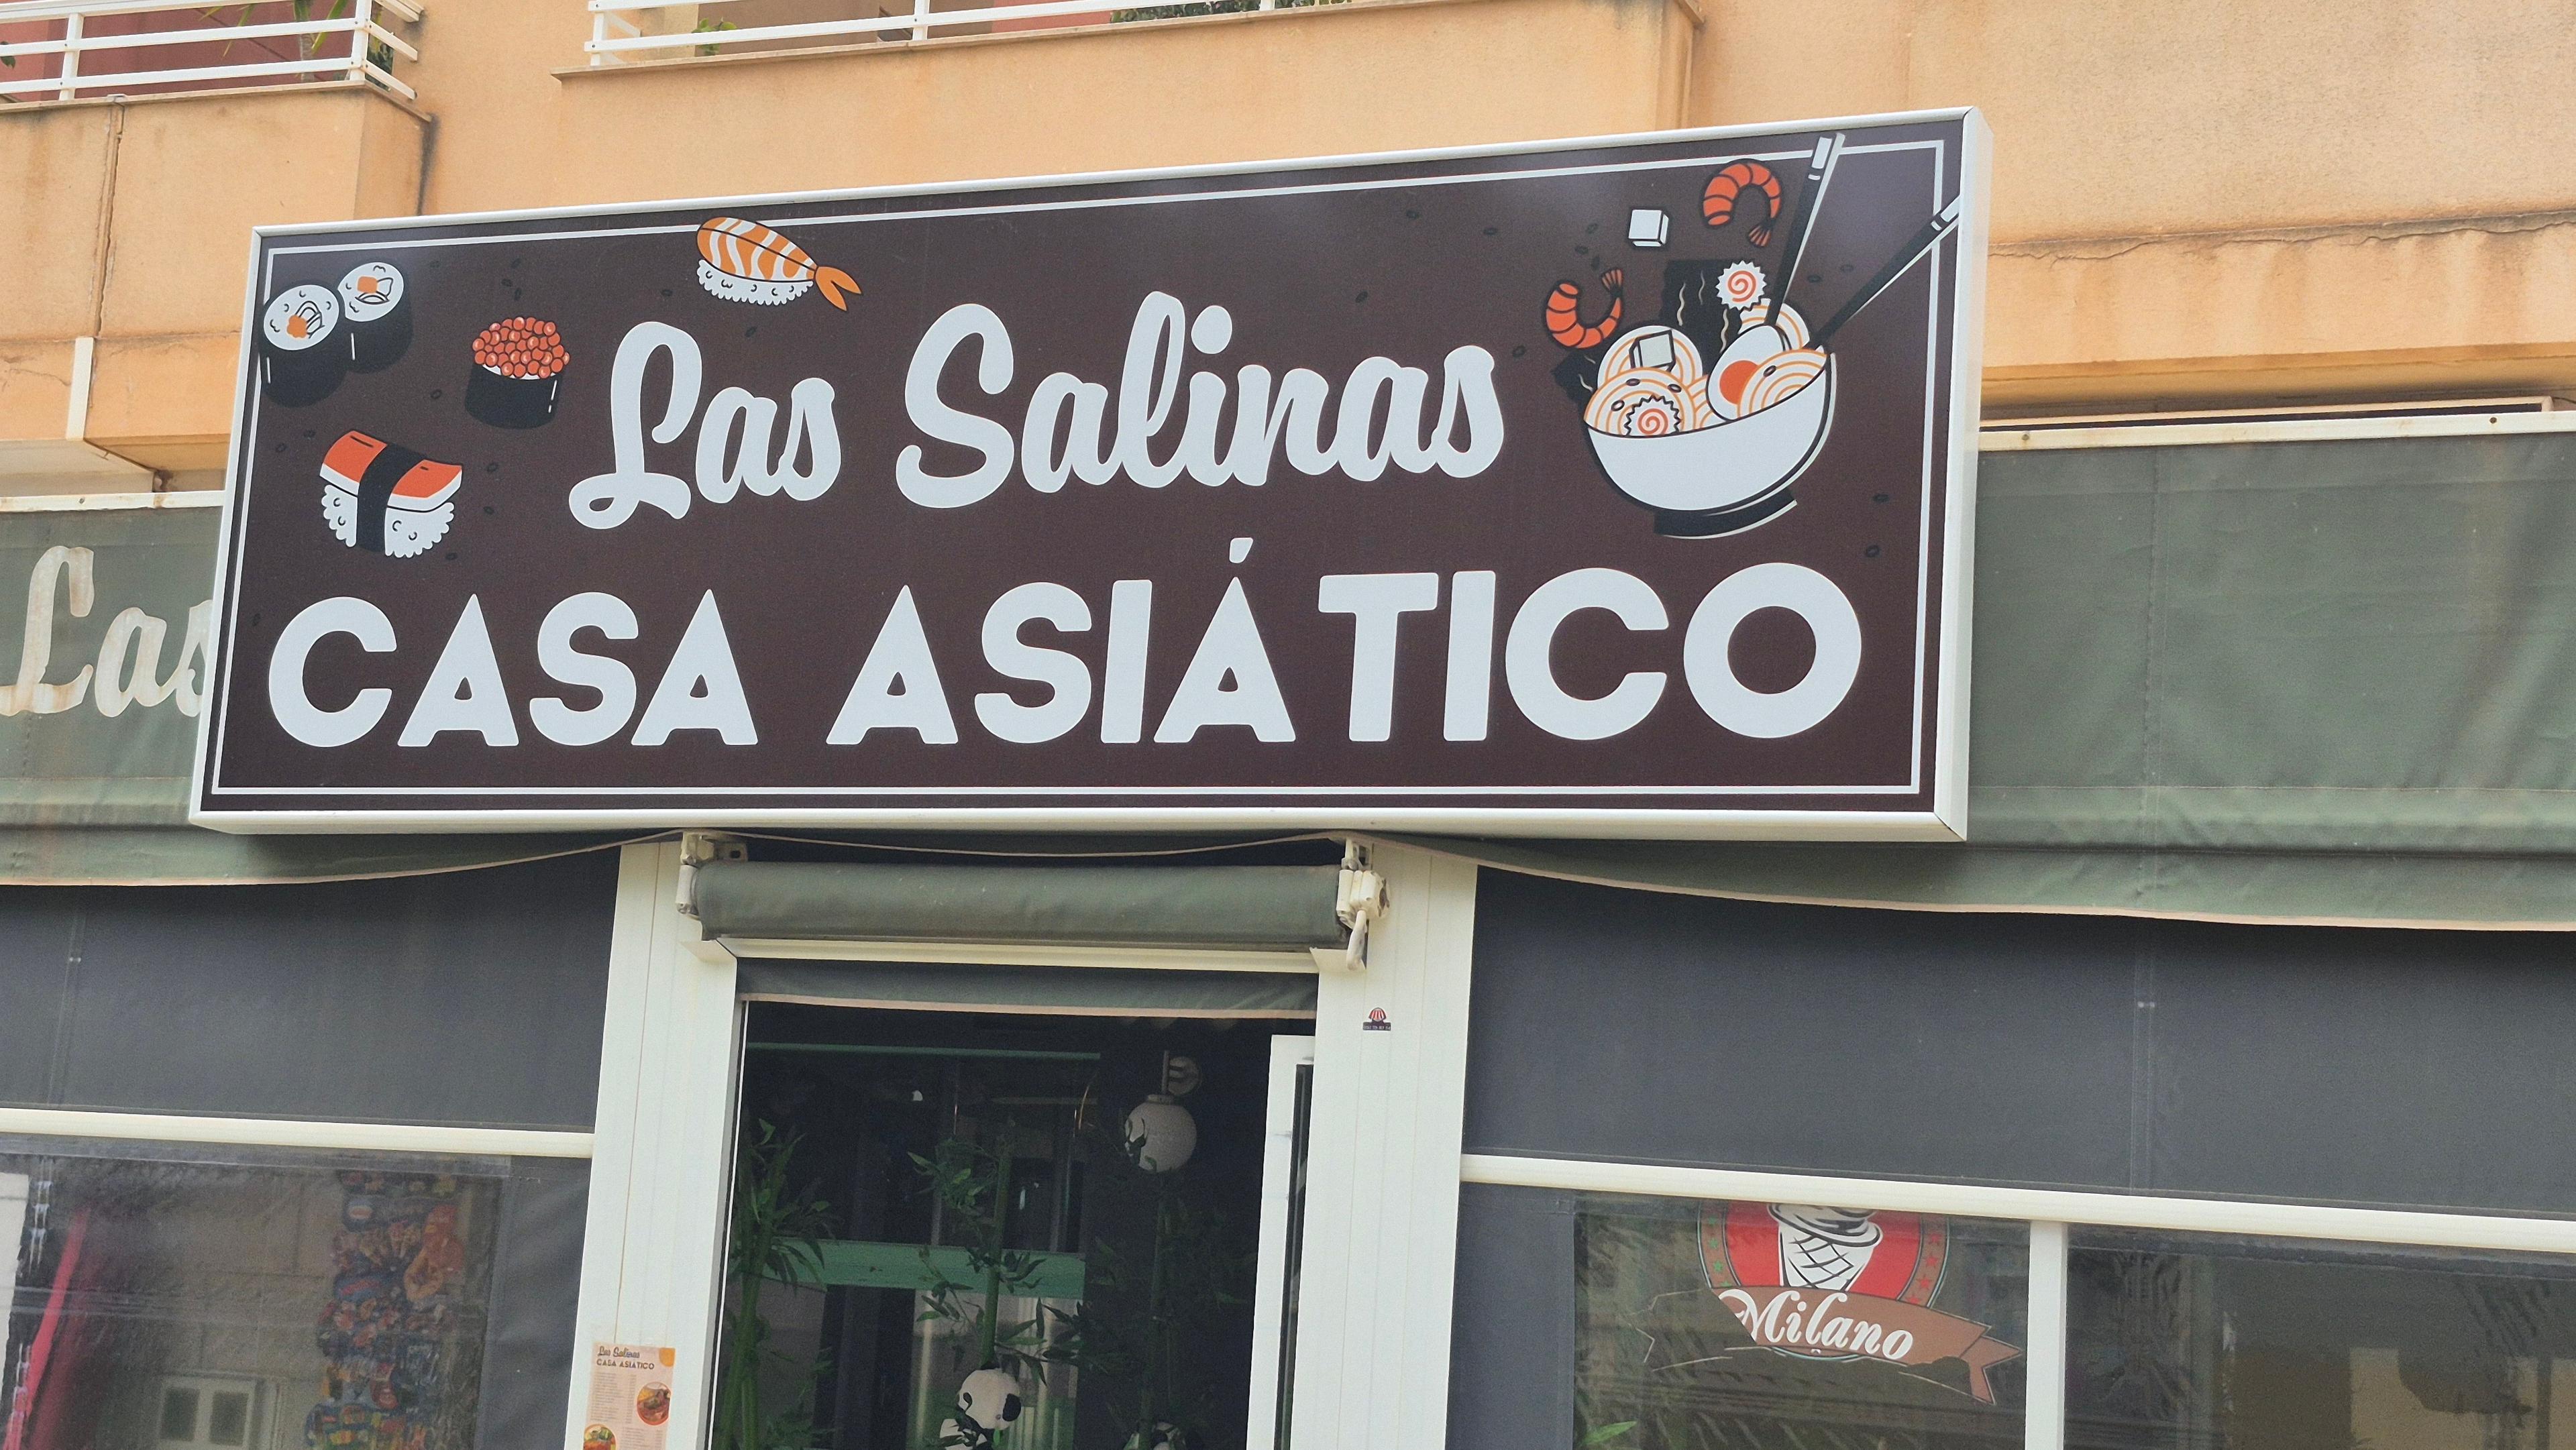 Las Salinas
CASA ASIÁTICO
Las
Milano
Las Salinas
CASA ASIÁTICO